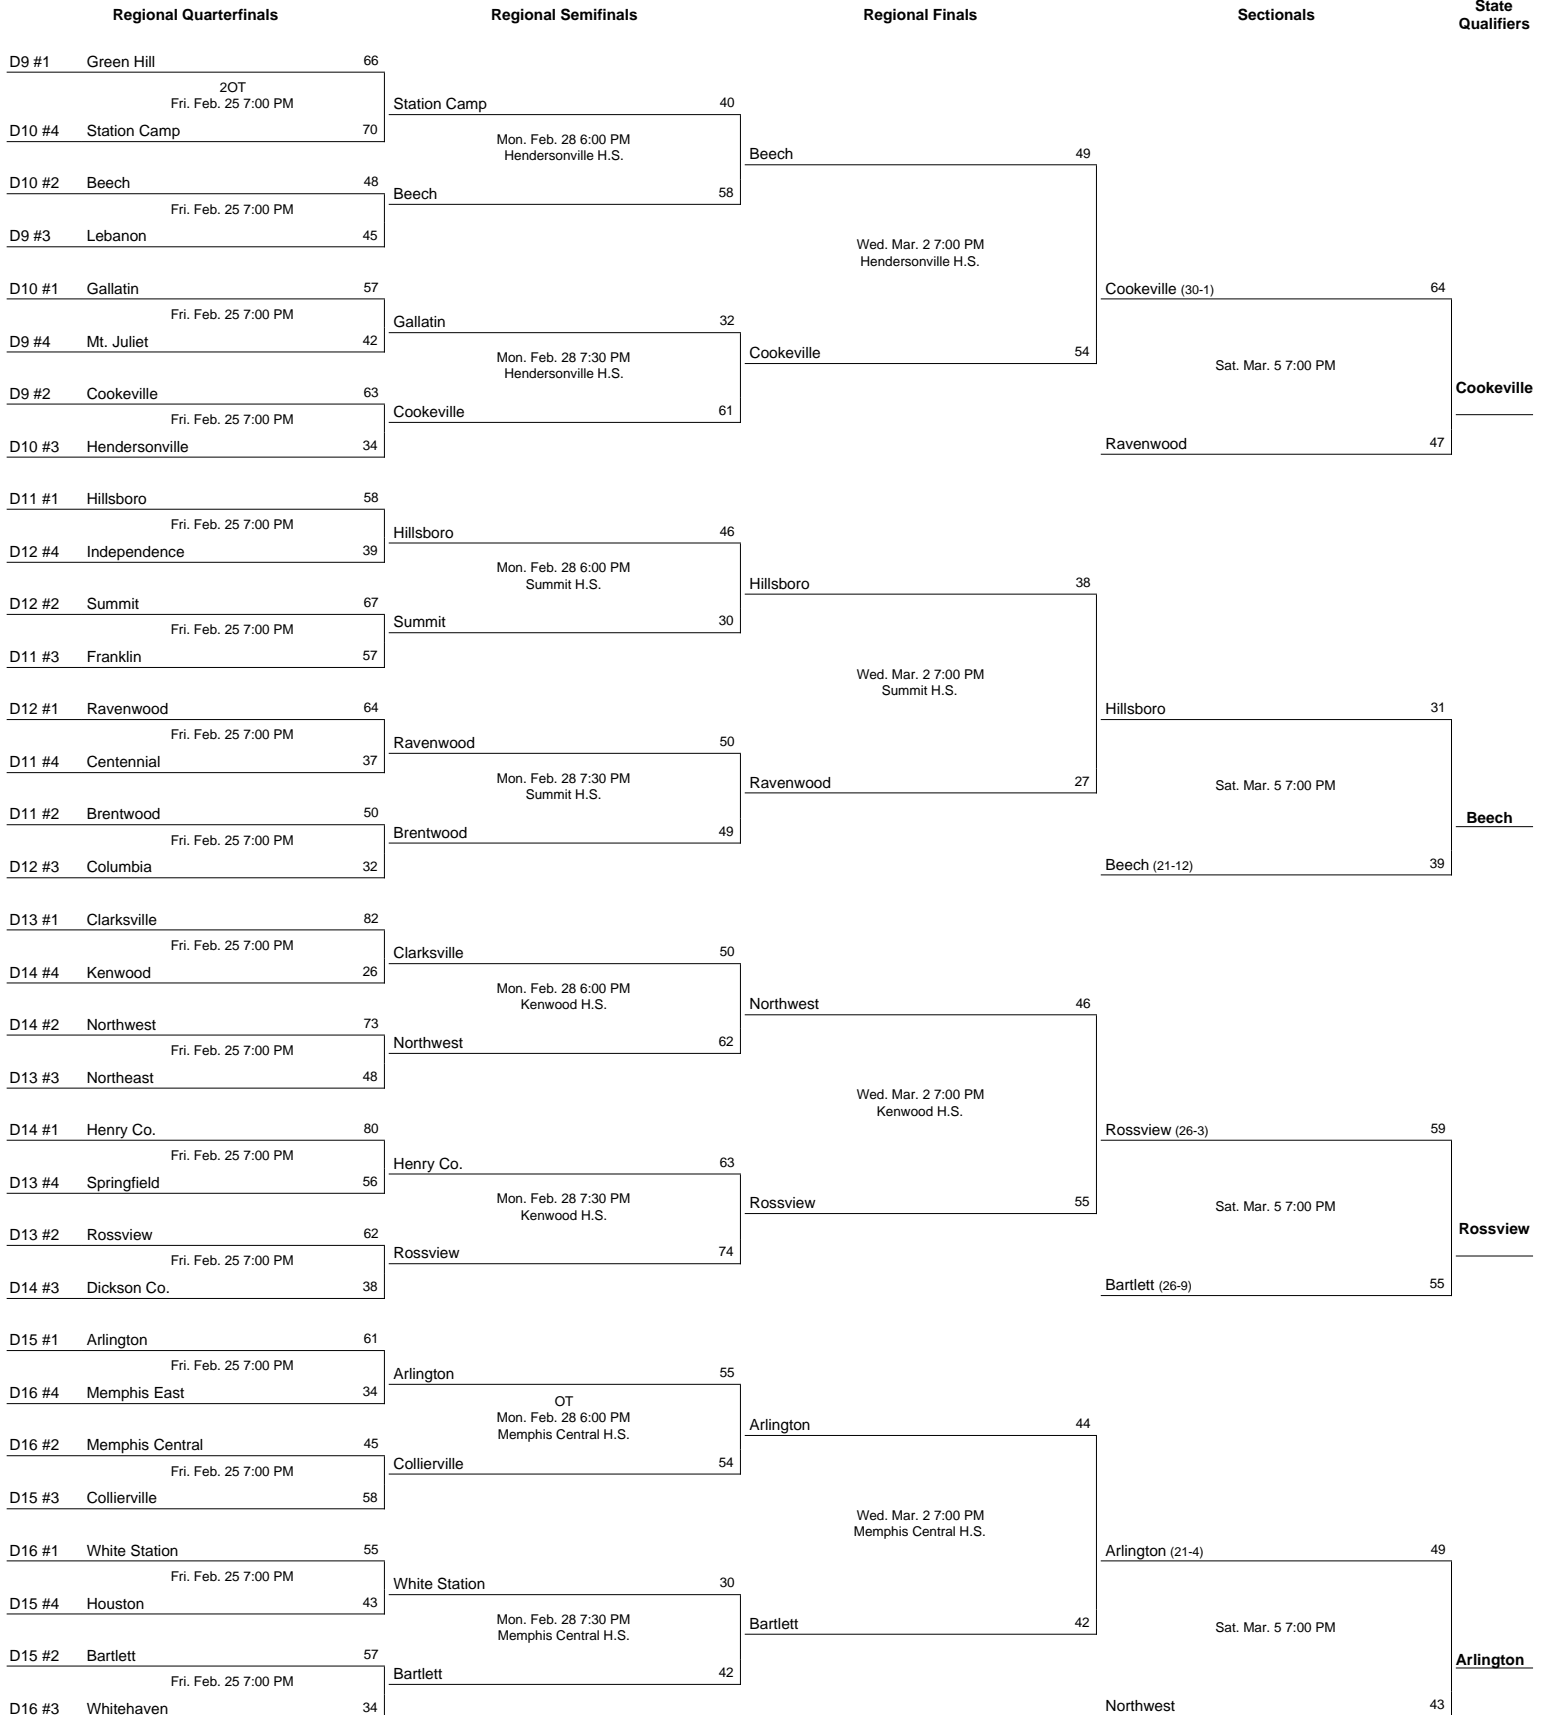 Regional Quarterfinals Regional Semifinals Regional Finals Sectionals State Qualifiers
D9 #1 Green Hill 66
2OT
Fri. Feb. 25 7:00 PM
D10 #4 Station Camp 70
D10 #2 Beech 48
Fri. Feb. 25 7:00 PM
D9 #3 Lebanon 45
D10 #1 Gallatin 57
Fri. Feb. 25 7:00 PM
D9 #4 Mt. Juliet 42
D9 #2 Cookeville 63
Fri. Feb. 25 7:00 PM
D10 #3 Hendersonville 34
D11 #1 Hillsboro 58
Fri. Feb. 25 7:00 PM
D12 #4 Independence 39
D12 #2 Summit 67
Fri. Feb. 25 7:00 PM
D11 #3 Franklin 57
D12 #1 Ravenwood 64
Fri. Feb. 25 7:00 PM
D11 #4 Centennial 37
D11 #2 Brentwood 50
Fri. Feb. 25 7:00 PM
D12 #3 Columbia 32
D13 #1 Clarksville 82
Fri. Feb. 25 7:00 PM
D14 #4 Kenwood 26
D14 #2 Northwest 73
Fri. Feb. 25 7:00 PM
D13 #3 Northeast 48
D14 #1 Henry Co. 80
Fri. Feb. 25 7:00 PM
D13 #4 Springfield 56
D13 #2 Rossview 62
Fri. Feb. 25 7:00 PM
D14 #3 Dickson Co. 38
D15 #1 Arlington 61
Fri. Feb. 25 7:00 PM
D16 #4 Memphis East 34
D16 #2 Memphis Central 45
Fri. Feb. 25 7:00 PM
D15 #3 Collierville 58
D16 #1 White Station 55
Fri. Feb. 25 7:00 PM
D15 #4 Houston 43
D15 #2 Bartlett 57
Fri. Feb. 25 7:00 PM
D16 #3 Whitehaven 34
Station Camp 40
Mon. Feb. 28 6:00 PM
Hendersonville H.S.
Beech 58
Gallatin 32
Mon. Feb. 28 7:30 PM
Hendersonville H.S.
Cookeville 61
Hillsboro 46
Mon. Feb. 28 6:00 PM
Summit H.S.
Summit 30
Ravenwood 50
Mon. Feb. 28 7:30 PM
Summit H.S.
Brentwood 49
Clarksville 50
Mon. Feb. 28 6:00 PM
Kenwood H.S.
Northwest 62
Henry Co. 63
Mon. Feb. 28 7:30 PM
Kenwood H.S.
Rossview 74
Arlington 55
OT
Mon. Feb. 28 6:00 PM
Memphis Central H.S.
Collierville 54
White Station 30
Mon. Feb. 28 7:30 PM
Memphis Central H.S.
Bartlett 42
Beech 49
Wed. Mar. 2 7:00 PM
Hendersonville H.S.
Cookeville 54
Hillsboro 38
Wed. Mar. 2 7:00 PM
Summit H.S.
Ravenwood 27
Northwest 46
Wed. Mar. 2 7:00 PM
Kenwood H.S.
Rossview 55
Arlington 44
Wed. Mar. 2 7:00 PM
Memphis Central H.S.
Bartlett 42
Cookeville (30-1) 64
Sat. Mar. 5 7:00 PM
Ravenwood 47
Hillsboro 31
Sat. Mar. 5 7:00 PM
Beech (21-12) 39
Rossview (26-3) 59
Sat. Mar. 5 7:00 PM
Bartlett (26-9) 55
Arlington (21-4) 49
Sat. Mar. 5 7:00 PM
Northwest 43
Cookeville
Beech
Rossview
Arlington